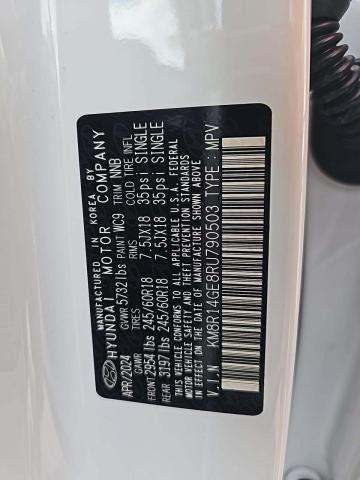 MANUFACTURED IN KOREA BY
HYUNDAI MOTOR COMPANY
APR/2024 GVWR 5732 lbs PAINT WC9 TRIM NNB
GAWR TIRES RIMS COLD TIRE INFL
FRONT 2954 lbs 245/60R18 7.5JX18 35psi SINGLE
REAR 3197 lbs 245/60R18 7.5JX18 35psi SINGLE
THIS VEHICLE CONFORMS TO ALL APPLICABLE U.S.A. FEDERAL
MOTOR VEHICLE SAFETY AND THEFT PREVENTION STANDARDS
IN EFFECT ON THE DATE OF MANUFACTURE SHOWN ABOVE
V.I.N KM8R74GE8RU790503 TYPE : MPV